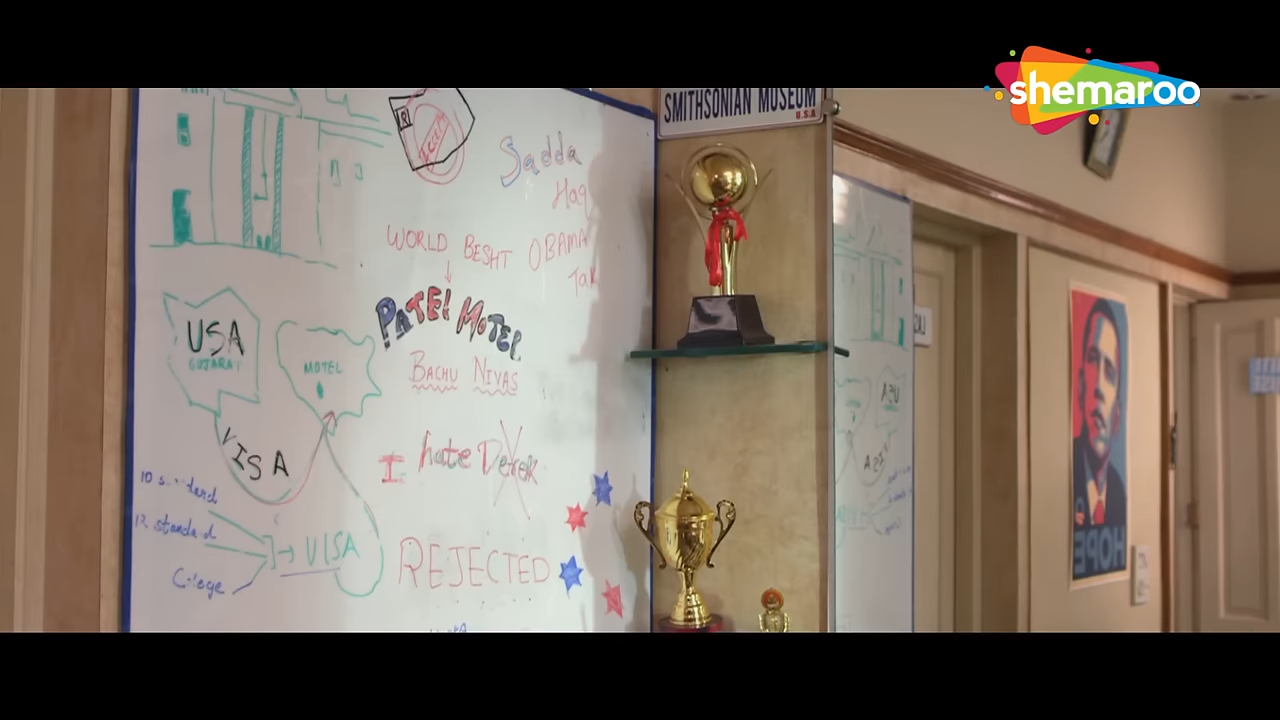 shemaroo
SMITHSONIAN MUSEUM
U.S.A
R
Sadda
Haq
WORLD BESHT OBAMA
Tak
PATEL MOTEL
BACHU NIVAS
USA
GUJARAT
MOTEL
VISA
I hate Derek
10 standard
12 standard
College
VISA
REJECTED
HOPE